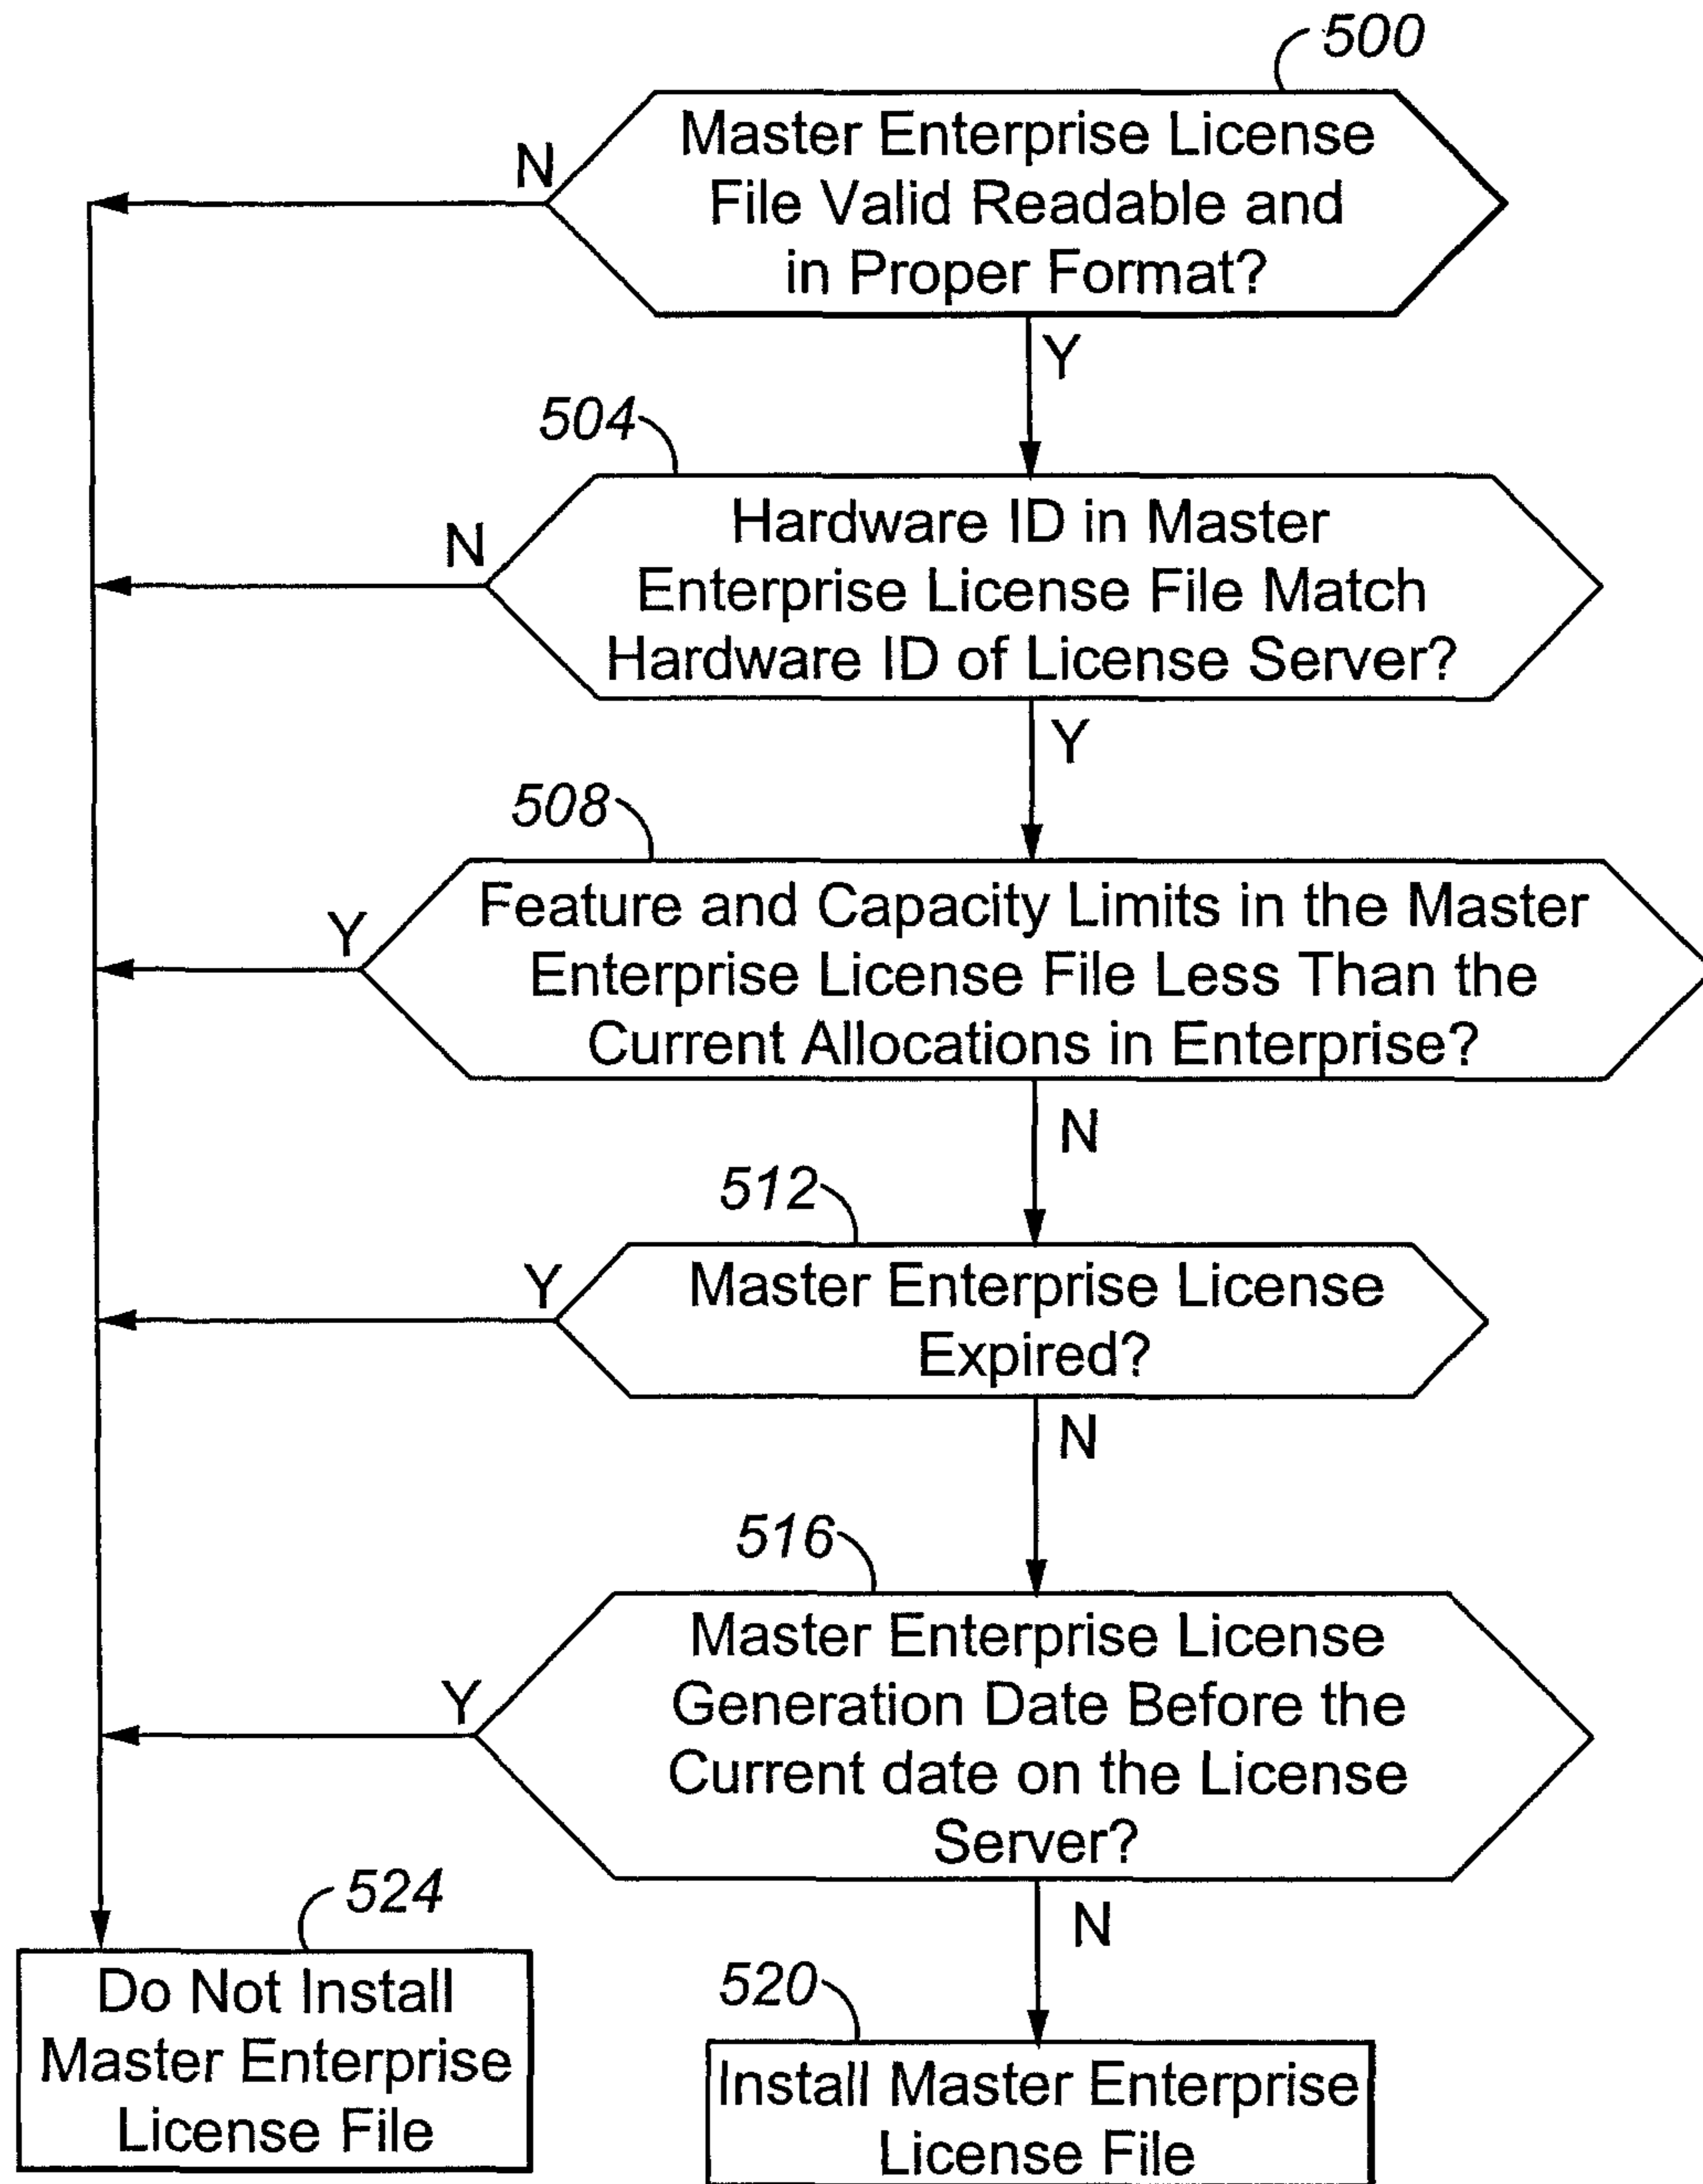 500
Master Enterprise License
File Valid Readable and
in Proper Format?
N
Y
504
Hardware ID in Master
Enterprise License File Match
Hardware ID of License Server?
N
Y
508
Feature and Capacity Limits in the Master
Enterprise License File Less Than the
Current Allocations in Enterprise?
Y
N
512
Master Enterprise License
Expired?
Y
N
516
Master Enterprise License
Generation Date Before the
Current date on the License
Server?
Y
N
524
Do Not Install
Master Enterprise
License File
520
Install Master Enterprise
License File